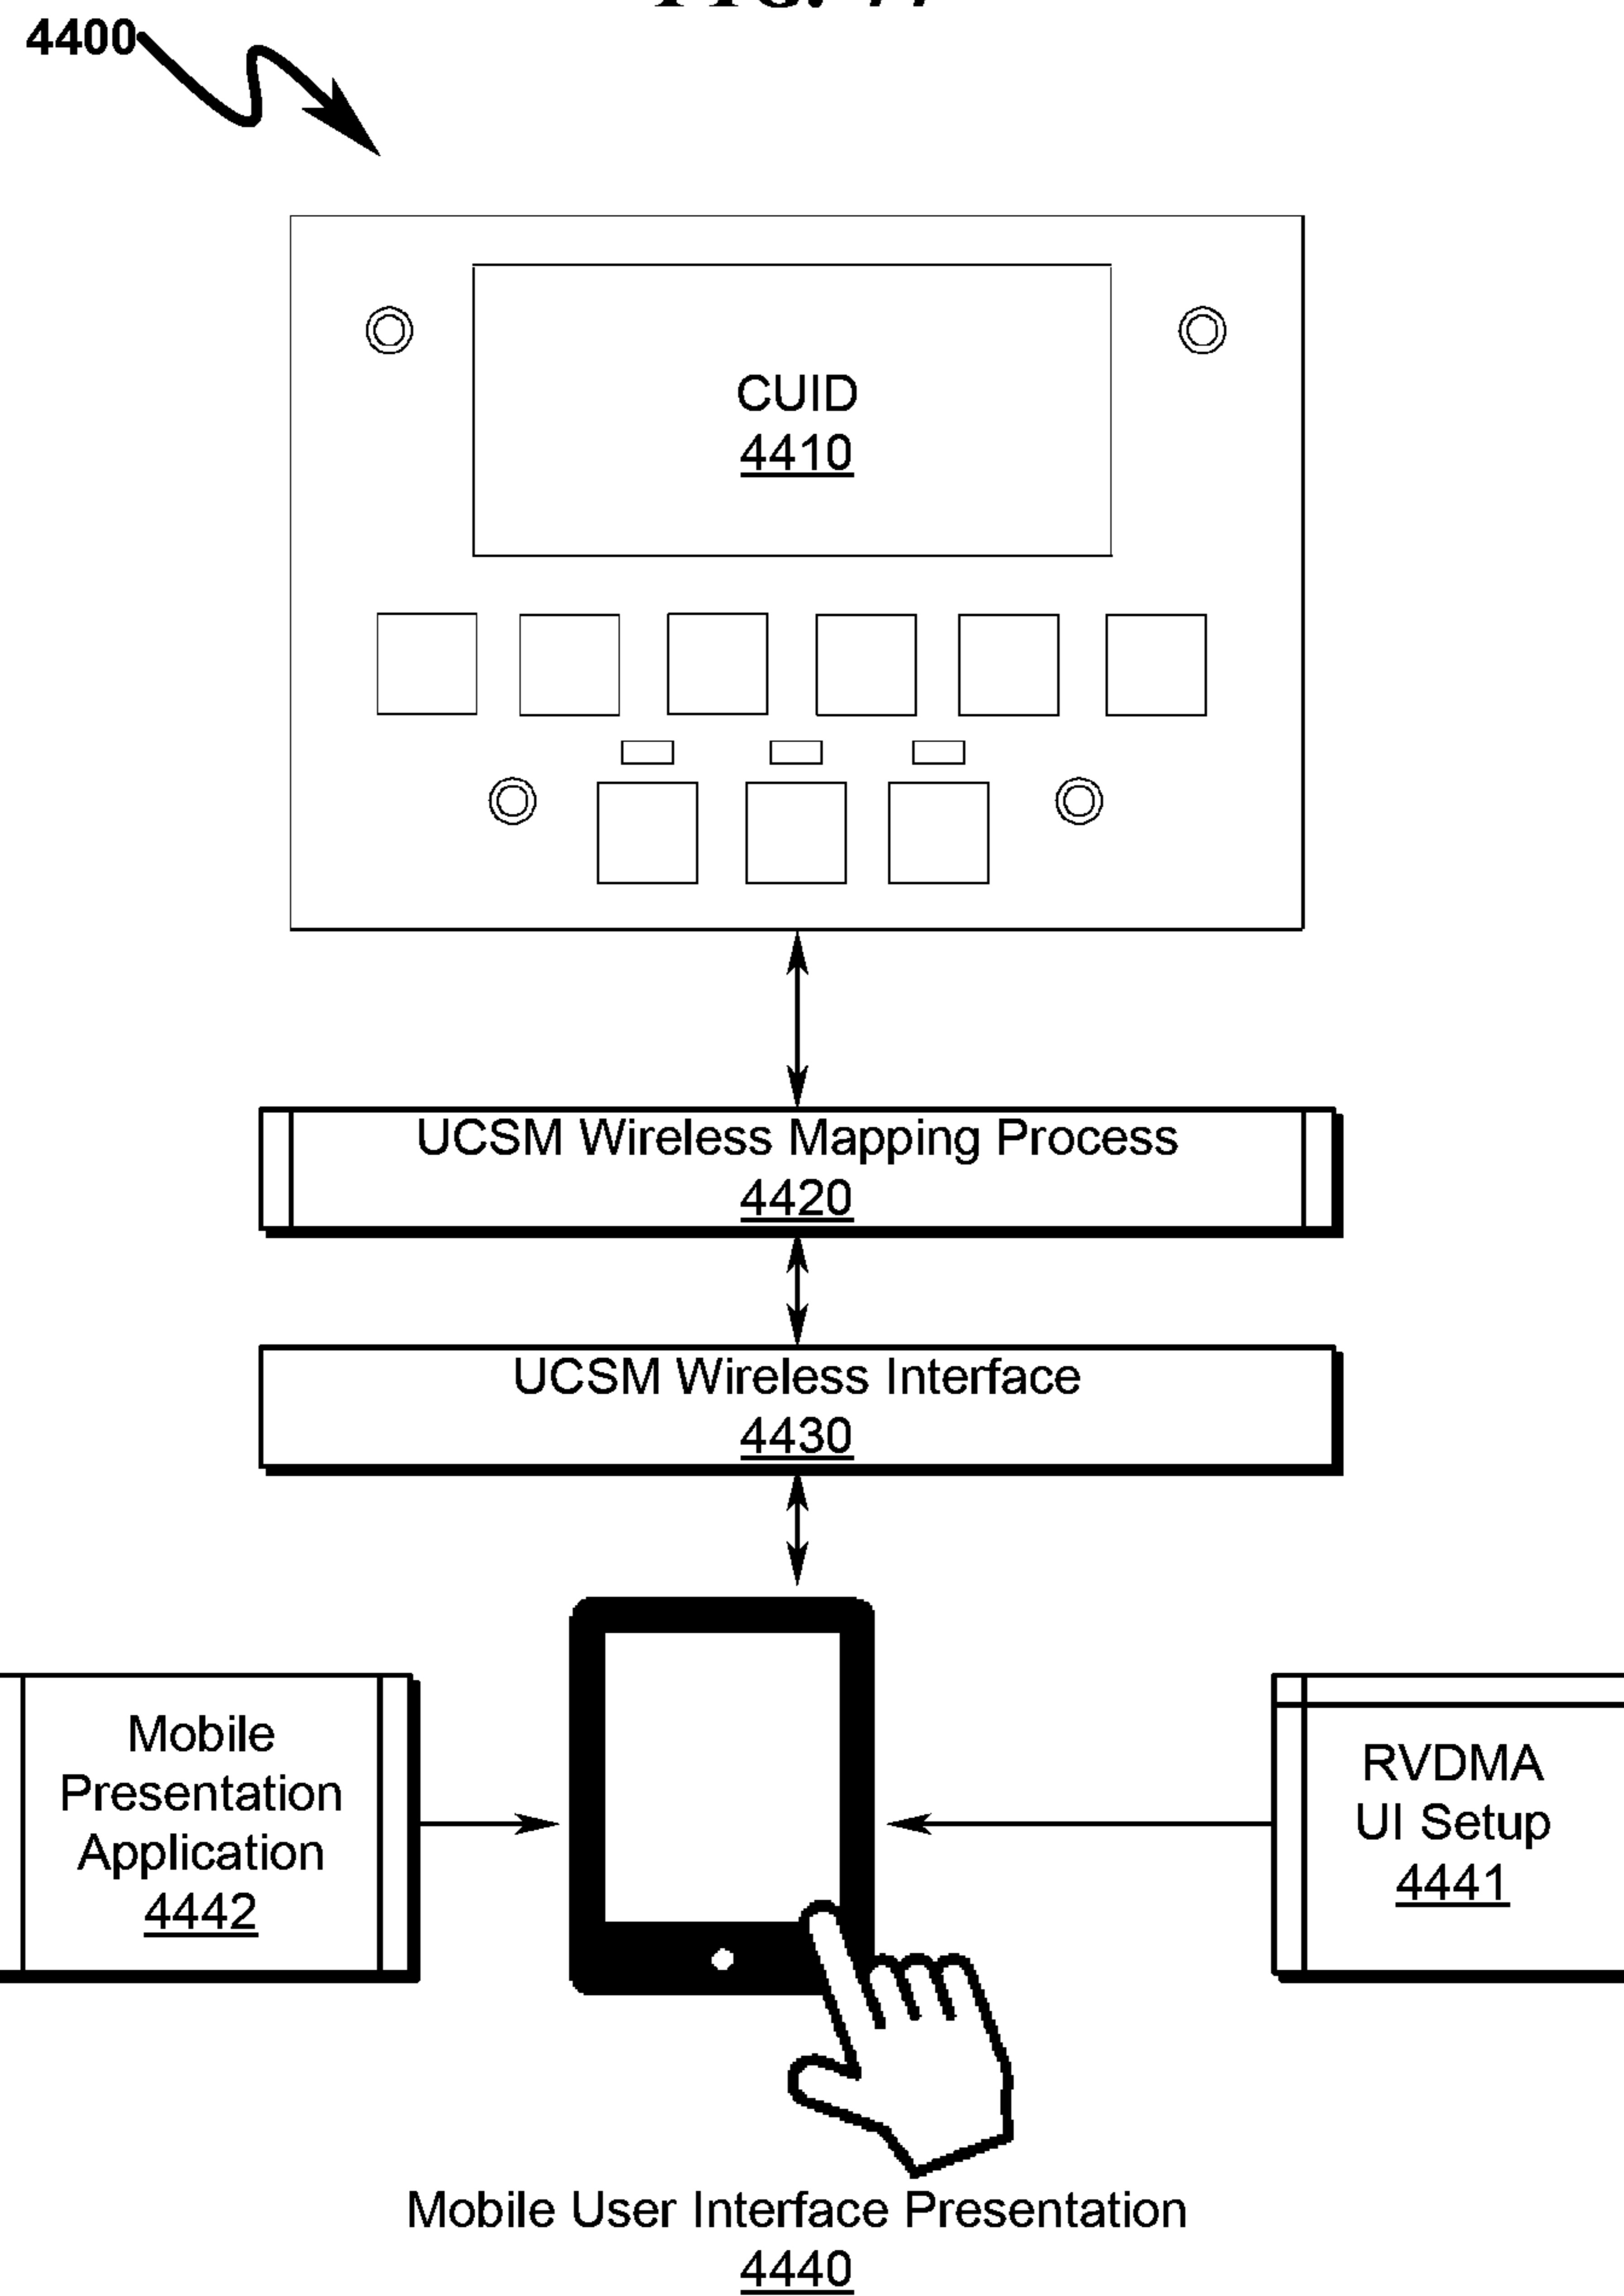 4400
CUID
4410
UCSM Wireless Mapping Process
4420
UCSM Wireless Interface
4430
Mobile
Presentation
Application
4442
RVDMA
UI Setup
4441
Mobile User Interface Presentation
4440